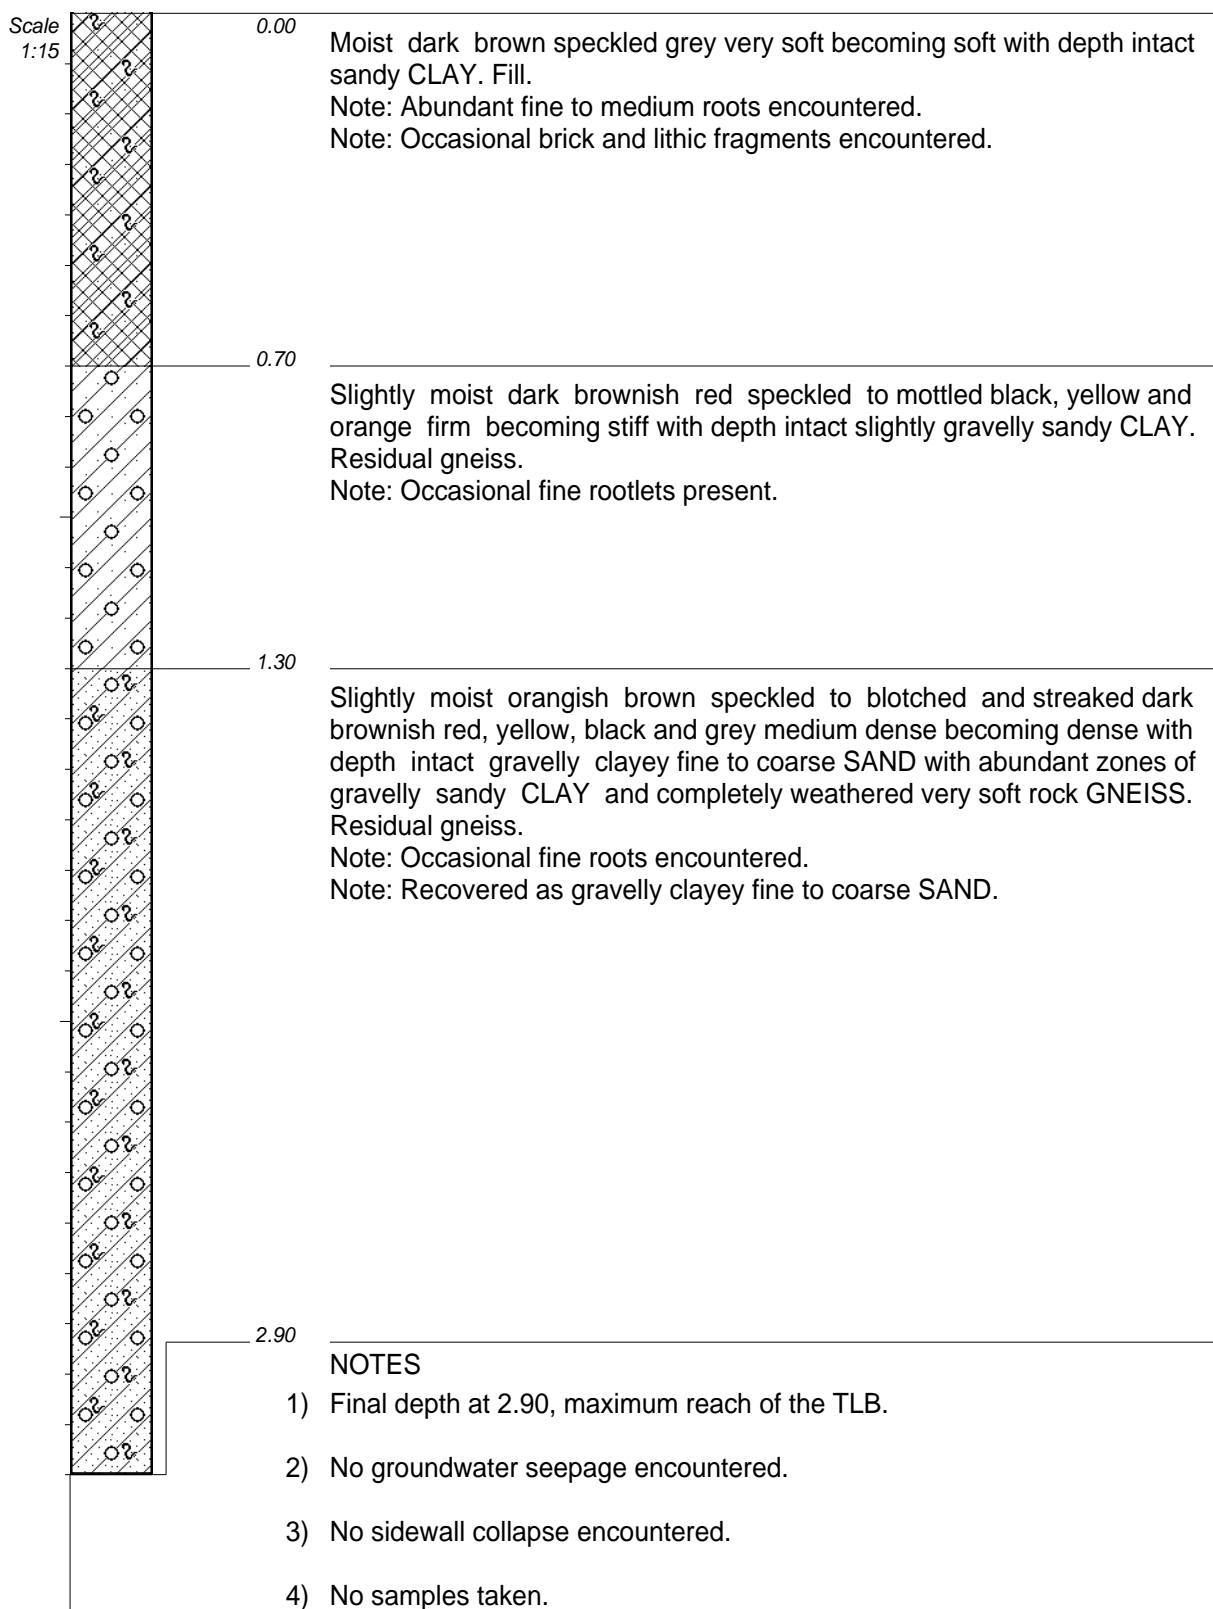 Scale
1:15
0.00
Moist dark brown speckled grey very soft becoming soft with depth intact
sandy CLAY. Fill.
Note: Abundant fine to medium roots encountered.
Note: Occasional brick and lithic fragments encountered.
0.70
Slightly moist dark brownish red speckled to mottled black, yellow and
orange firm becoming stiff with depth intact slightly gravelly sandy CLAY.
Residual gneiss.
Note: Occasional fine rootlets present.
1.30
Slightly moist orangish brown speckled to blotched and streaked dark
brownish red, yellow, black and grey medium dense becoming dense with
depth intact gravelly clayey fine to coarse SAND with abundant zones of
gravelly sandy CLAY and completely weathered very soft rock GNEISS.
Residual gneiss.
Note: Occasional fine roots encountered.
Note: Recovered as gravelly clayey fine to coarse SAND.
2.90
NOTES
1) Final depth at 2.90, maximum reach of the TLB.
2) No groundwater seepage encountered.
3) No sidewall collapse encountered.
4) No samples taken.